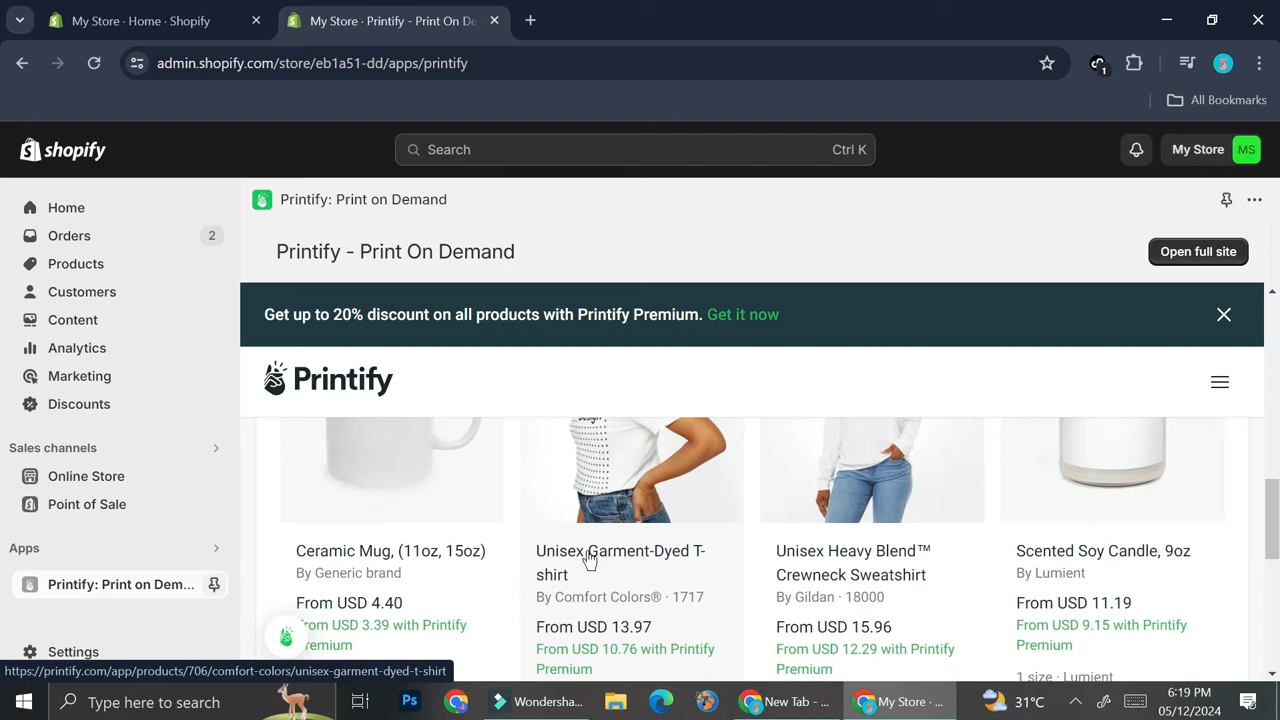 My Store · Home · Shopify
My Store · Printify - Print On De
admin.shopify.com/store/eb1a51-dd/apps/printify
1
All Bookmarks
shopify
Search
Ctrl K
My Store
MS
Home
Orders
2
Products
Customers
Content
Analytics
Marketing
Discounts
Sales channels
Online Store
Point of Sale
Apps
Printify: Print on Dem...
Settings
Printify: Print on Demand
Printify - Print On Demand
Open full site
Get up to 20% discount on all products with Printify Premium. Get it now
Printify
Ceramic Mug, (11oz, 15oz)
By Generic brand
From USD 4.40
From USD 3.39 with Printify
Premium
Unisex Garment-Dyed T-
shirt
By Comfort Colors® · 1717
From USD 13.97
From USD 10.76 with Printify
Premium
Unisex Heavy Blend™
Crewneck Sweatshirt
By Gildan · 18000
From USD 15.96
From USD 12.29 with Printify
Premium
Scented Soy Candle, 9oz
By Lumient
From USD 11.19
From USD 9.15 with Printify
Premium
1 size · Lumient
https://printify.com/app/products/706/comfort-colors/unisex-garment-dyed-t-shirt
Type here to search
Ps
Wondersha...
New Tab - ...
My Store · ...
31°C
6:19 PM
05/12/2024